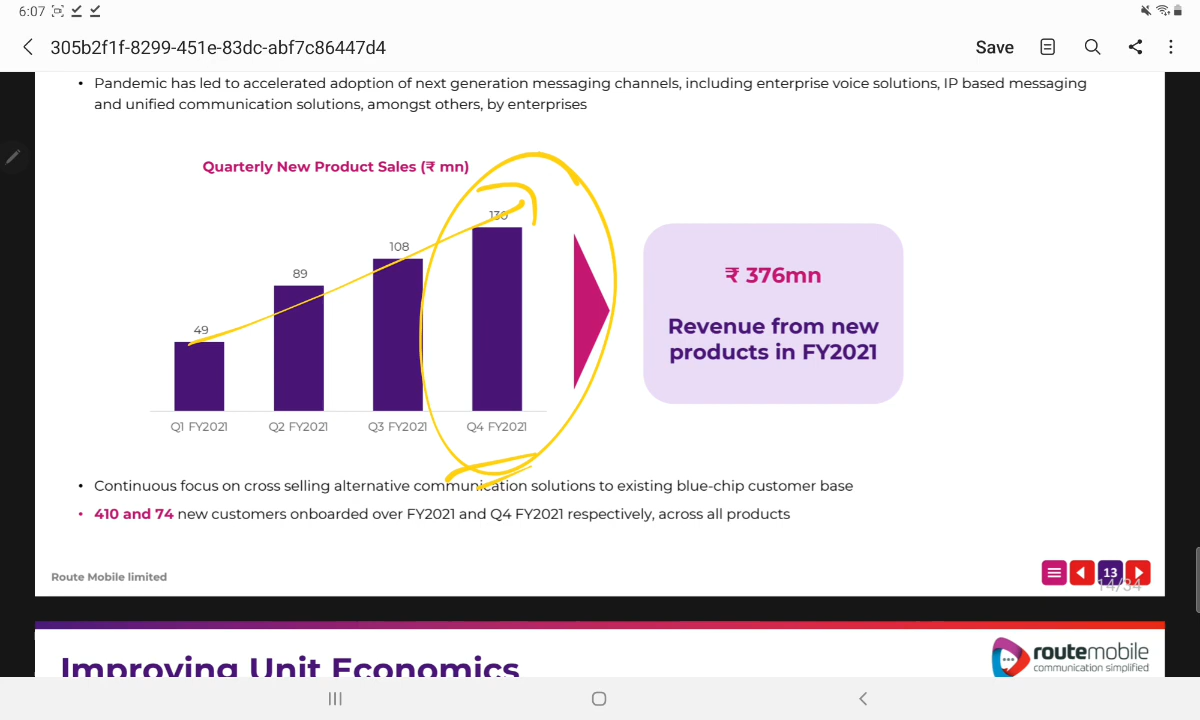 6:07
305b2f1f-8299-451e-83dc-abf7c86447d4
Save
• Pandemic has led to accelerated adoption of next generation messaging channels, including enterprise voice solutions, IP based messaging
and unified communication solutions, amongst others, by enterprises
Quarterly New Product Sales (₹ mn)
49
89
108
130
Q1 FY2021
Q2 FY2021
Q3 FY2021
Q4 FY2021
₹ 376mn
Revenue from new
products in FY2021
• Continuous focus on cross selling alternative communication solutions to existing blue-chip customer base
• 410 and 74 new customers onboarded over FY2021 and Q4 FY2021 respectively, across all products
Route Mobile limited
13
14/34
Improving Unit Economics
routemobile
communication simplified